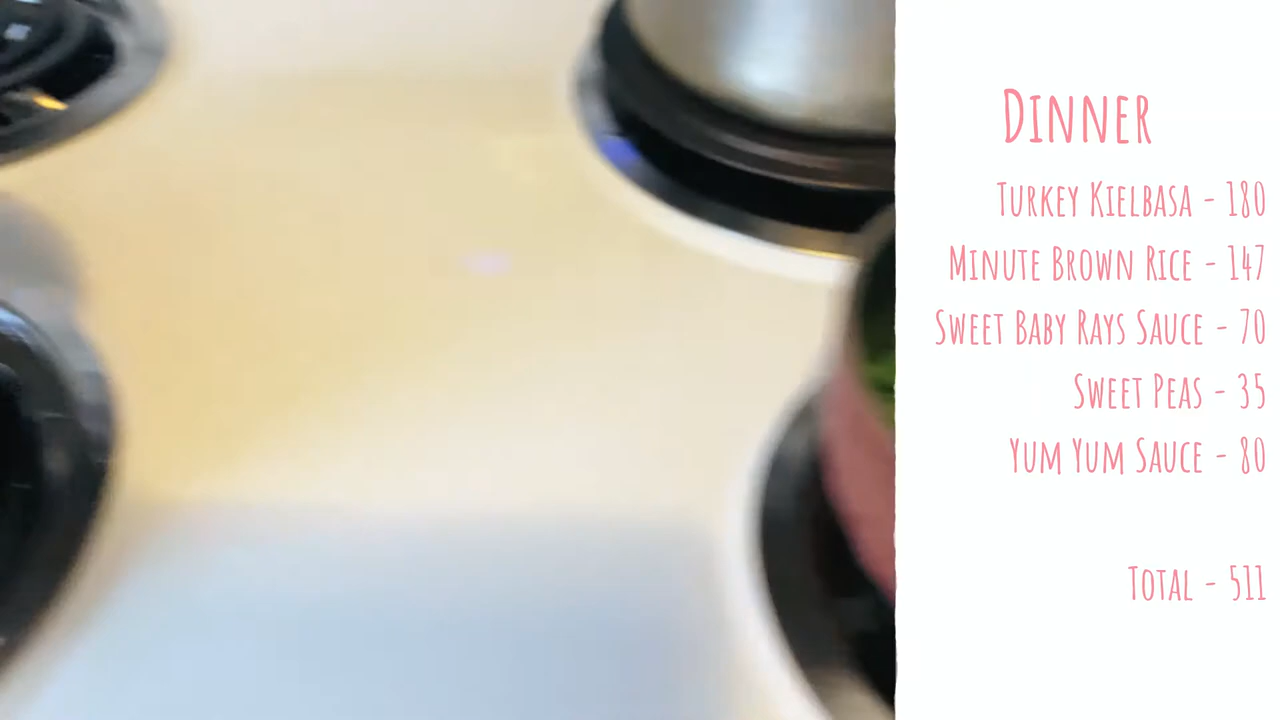 Dinner
Turkey Kielbasa - 180
Minute Brown Rice - 147
Sweet Baby Rays Sauce - 70
Sweet Peas - 35
Yum Yum Sauce - 80
Total - 511